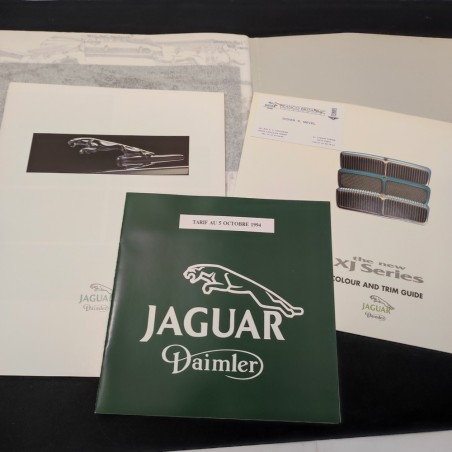 TARIF AU 5 OCTOBRE 1994
JAGUAR
Daimler
JAGUAR
Daimler
the new
XJ Series
COLOUR AND TRIM GUIDE
JAGUAR
Daimler